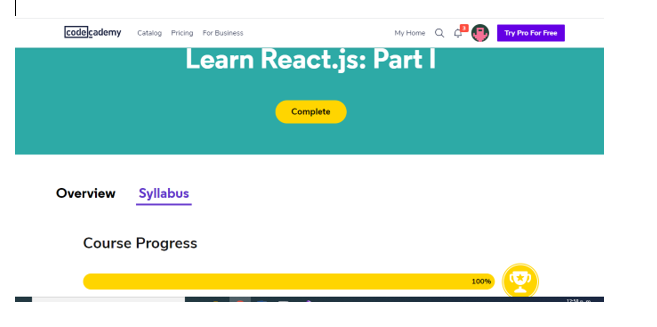 codecademy Catalog Pricing For Business My Home 3 Try Pro For Free
Learn React.js: Part I
Complete
Overview Syllabus
Course Progress
100%